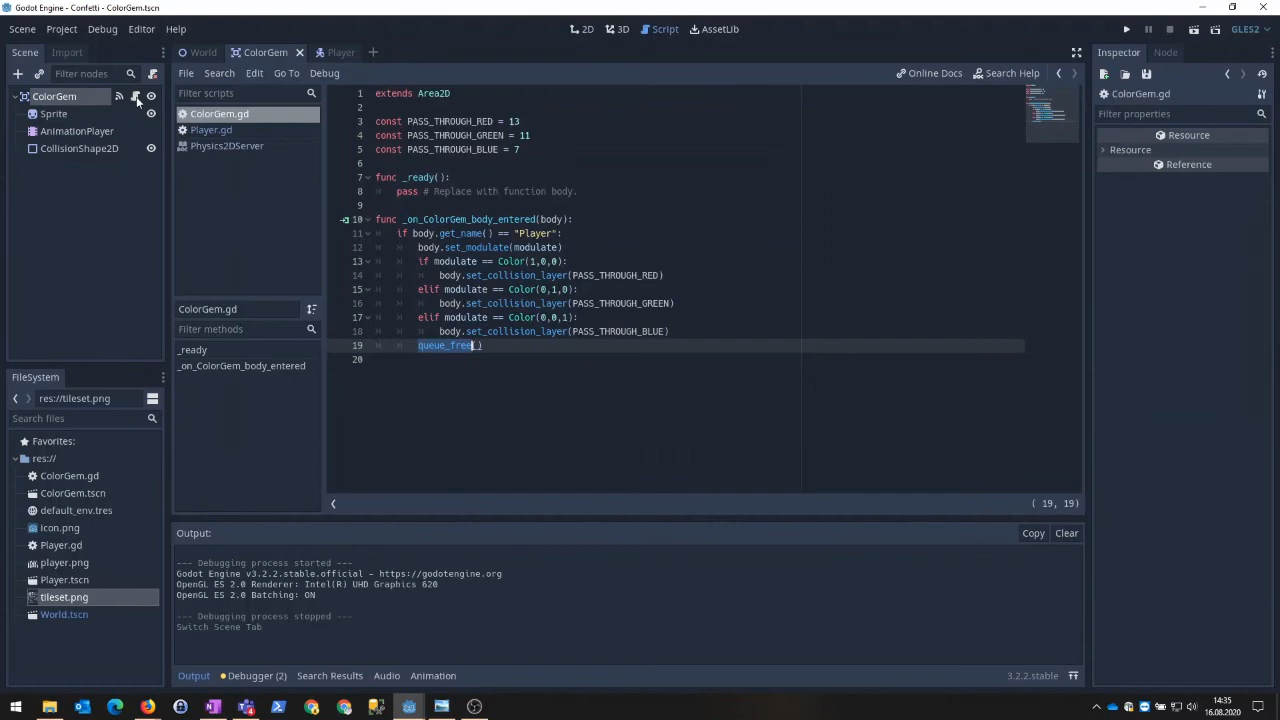 Godot Engine - Confetti - ColorGem.tscn
Scene Project Debug Editor Help
2D 3D Script AssetLib
GLES2
Scene Import
Filter nodes
ColorGem
Sprite
AnimationPlayer
CollisionShape2D
World ColorGem Player
File Search Edit Go To Debug
Online Docs Search Help
Filter scripts
ColorGem.gd
Player.gd
Physics2DServer
ColorGem.gd
Filter methods
_ready
_on_ColorGem_body_entered
1 extends Area2D
2
3 const PASS_THROUGH_RED = 13
4 const PASS_THROUGH_GREEN = 11
5 const PASS_THROUGH_BLUE = 7
6
7 func _ready():
8 pass # Replace with function body.
9
10 func _on_ColorGem_body_entered(body):
11 if body.get_name() == "Player":
12 body.set_modulate(modulate)
13 if modulate == Color(1,0,0):
14 body.set_collision_layer(PASS_THROUGH_RED)
15 elif modulate == Color(0,1,0):
16 body.set_collision_layer(PASS_THROUGH_GREEN)
17 elif modulate == Color(0,0,1):
18 body.set_collision_layer(PASS_THROUGH_BLUE)
19 queue_free()
20
( 19, 19)
Inspector Node
ColorGem.gd
Filter properties
Resource
Resource
Reference
FileSystem
res://tileset.png
Search files
Favorites:
res://
ColorGem.gd
ColorGem.tscn
default_env.tres
icon.png
Player.gd
player.png
Player.tscn
tileset.png
World.tscn
Output:
Copy Clear
--- Debugging process started ---
Godot Engine v3.2.2.stable.official - https://godotengine.org
OpenGL ES 2.0 Renderer: Intel(R) UHD Graphics 620
OpenGL ES 2.0 Batching: ON
--- Debugging process stopped ---
Switch Scene Tab
Output Debugger (2) Search Results Audio Animation
3.2.2.stable
14:35
16.08.2020